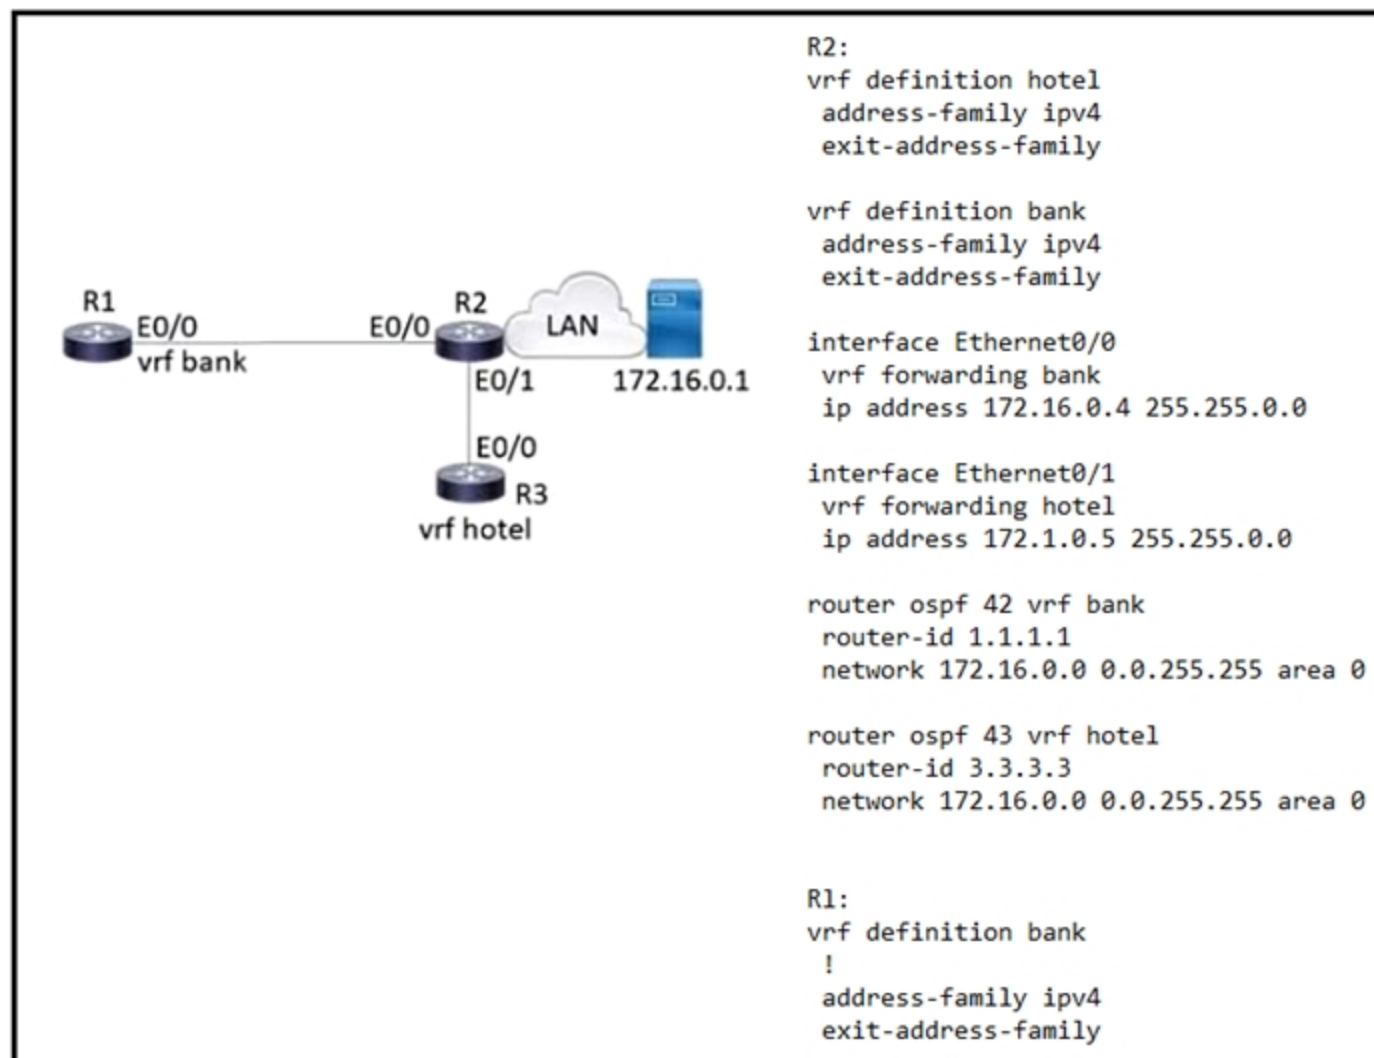 R1
E0/0
vrf bank
E0/0
R2
LAN
E0/1
172.16.0.1
E0/0
R3
vrf hotel
R2:
vrf definition hotel
address-family ipv4
exit-address-family
vrf definition bank
address-family ipv4
exit-address-family
interface Ethernet0/0
vrf forwarding bank
ip address 172.16.0.4 255.255.0.0
interface Ethernet0/1
vrf forwarding hotel
ip address 172.1.0.5 255.255.0.0
router ospf 42 vrf bank
router-id 1.1.1.1
network 172.16.0.0 0.0.255.255 area 0
router ospf 43 vrf hotel
router-id 3.3.3.3
network 172.16.0.0 0.0.255.255 area 0
R1:
vrf definition bank
!
address-family ipv4
exit-address-family